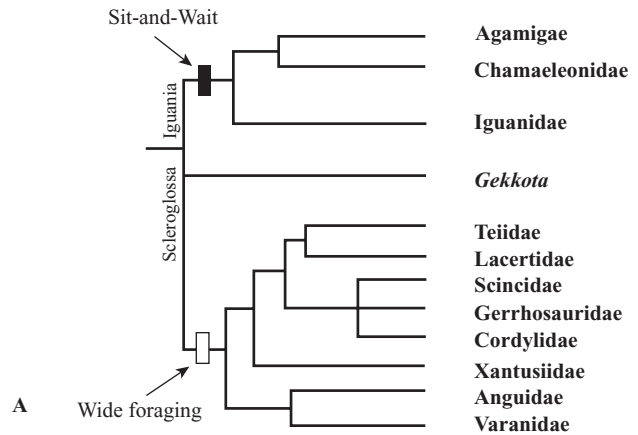 Sit-and-Wait
Iguania
Scleroglossa
Agamigae
Chamaeleonidae
Iguanidae
Gekkota
Teiidae
Lacertidae
Scincidae
Gerrhosauridae
Cordylidae
Xantusiidae
Anguidae
Varanidae
Wide foraging
A